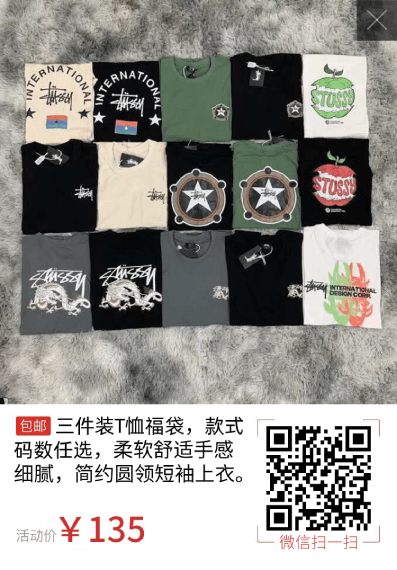 INTERNATIONAL
Stüssy
INTERNATIONAL
Stüssy
STUSSY
Stüssy
Stüssy
STUSSY
Stüssy
Stüssy
Stüssy
INTERNATIONAL
DESIGN CORP.
包邮 三件装T恤福袋，款式
码数任选，柔软舒适手感
细腻，简约圆领短袖上衣。
活动价¥135
微信扫一扫